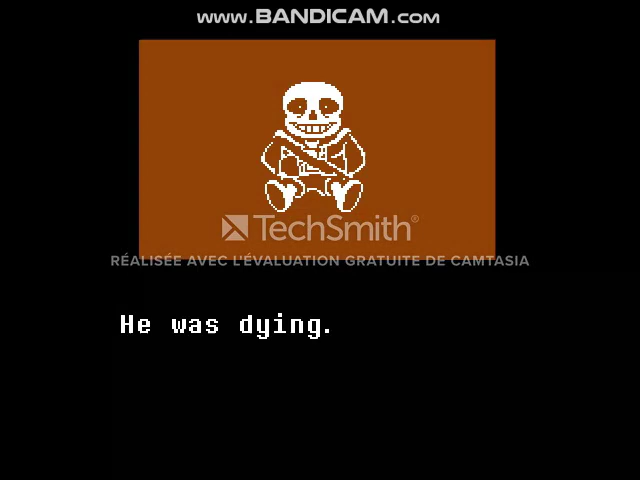 WWW.BANDICAM.COM
TechSmith®
RÉALISÉE AVEC L'ÉVALUATION GRATUITE DE CAMTASIA
He was dying.